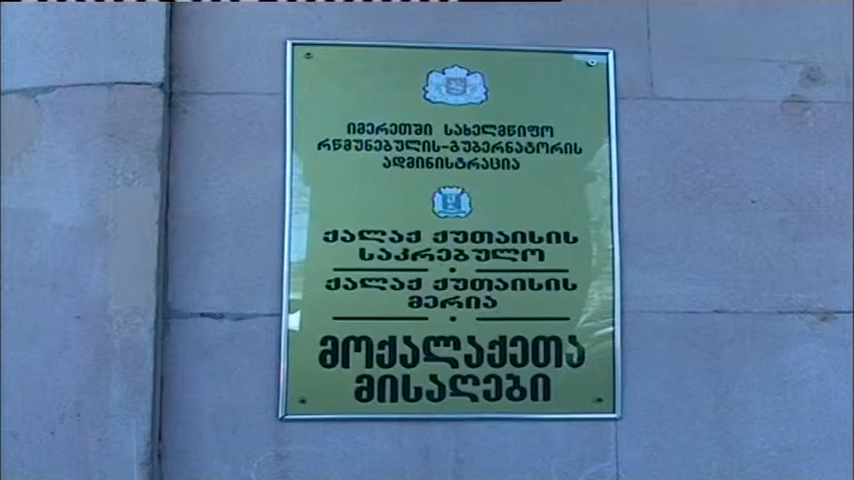 ᲘᲛᲔᲠᲔᲗᲨᲘ ᲡᲐᲮᲔᲚᲛᲬᲘᲤᲝ
ᲠᲬᲛᲣᲜᲔᲑᲣᲚᲘᲡ-ᲒᲣᲑᲔᲠᲜᲐᲢᲝᲠᲘᲡ
ᲐᲓᲛᲘᲜᲘᲡᲢᲠᲐᲪᲘᲐ
ᲥᲐᲚᲐᲥ ᲥᲣᲗᲐᲘᲡᲘᲡ
ᲡᲐᲙᲠᲔᲑᲣᲚᲝ
ᲥᲐᲚᲐᲥ ᲥᲣᲗᲐᲘᲡᲘᲡ
ᲛᲔᲠᲘᲐ
ᲛᲝᲥᲐᲚᲐᲥᲔᲗᲐ
ᲛᲘᲡᲐᲦᲔᲑᲘ